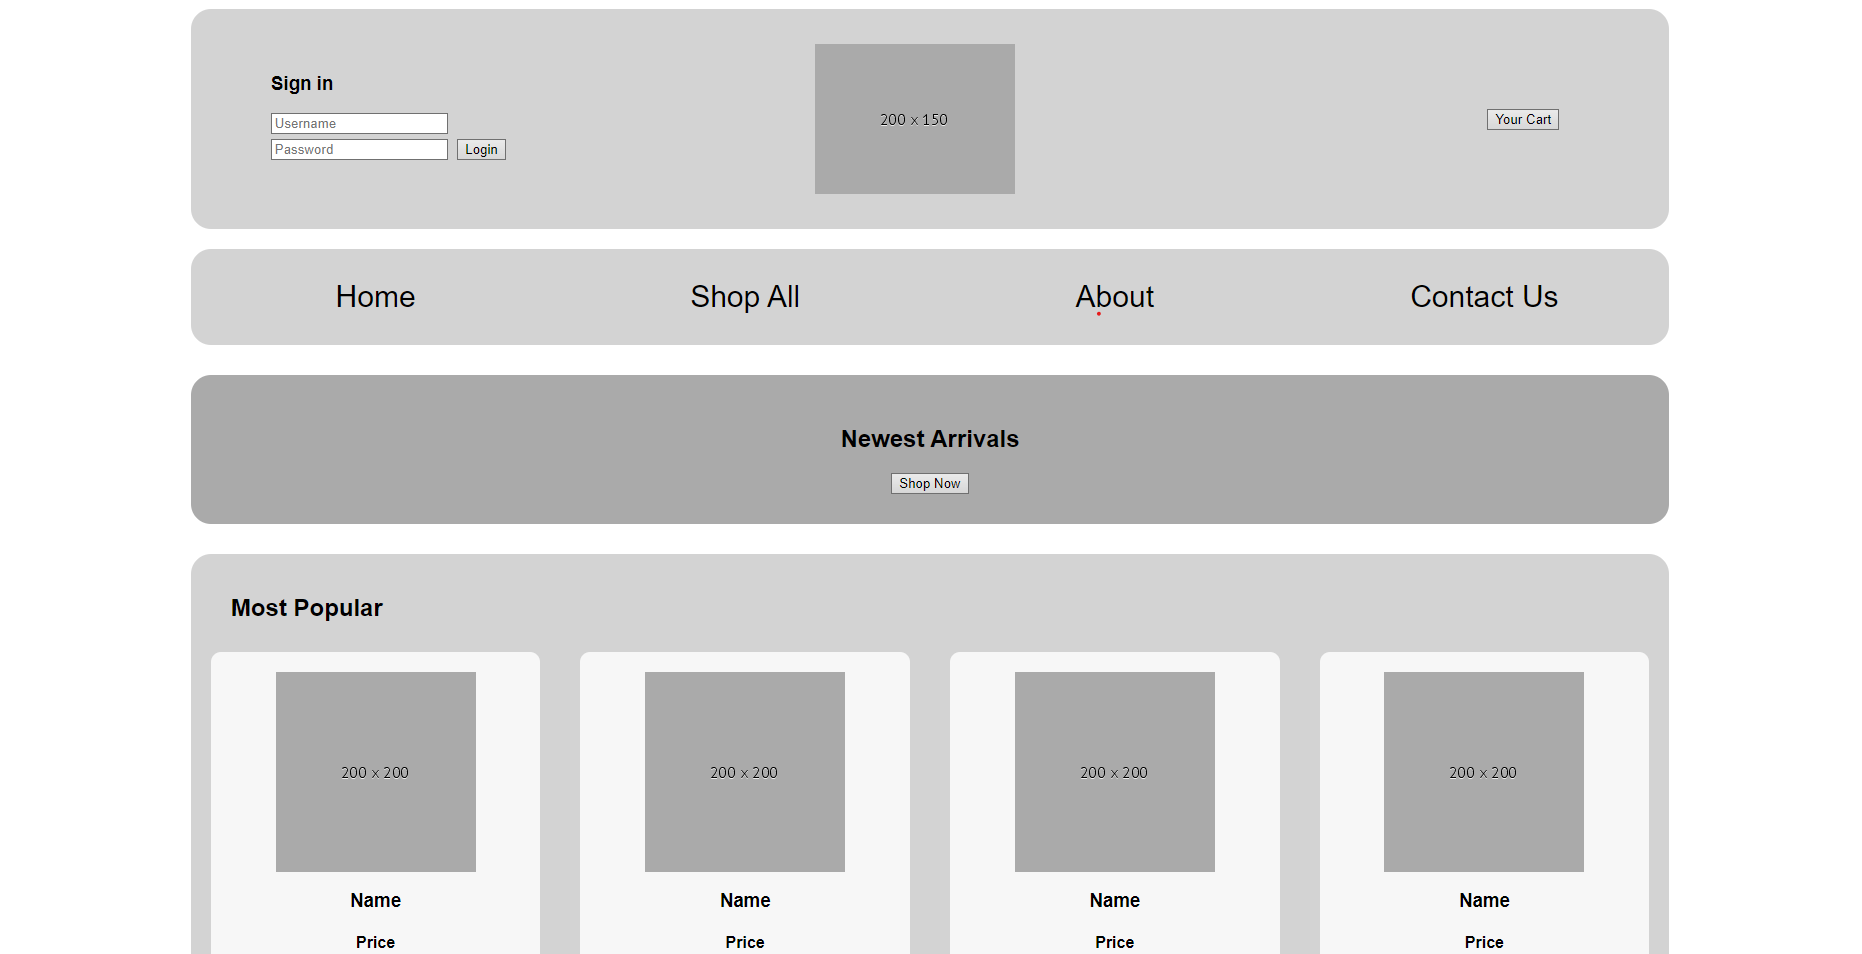 Sign in
Username
Password Login
200 x 150
Your Cart
Home Shop All About Contact Us
Newest Arrivals
Shop Now
Most Popular
200 x 200 200 x 200 200 x 200 200 x 200
Name Name Name Name
Price Price Price Price